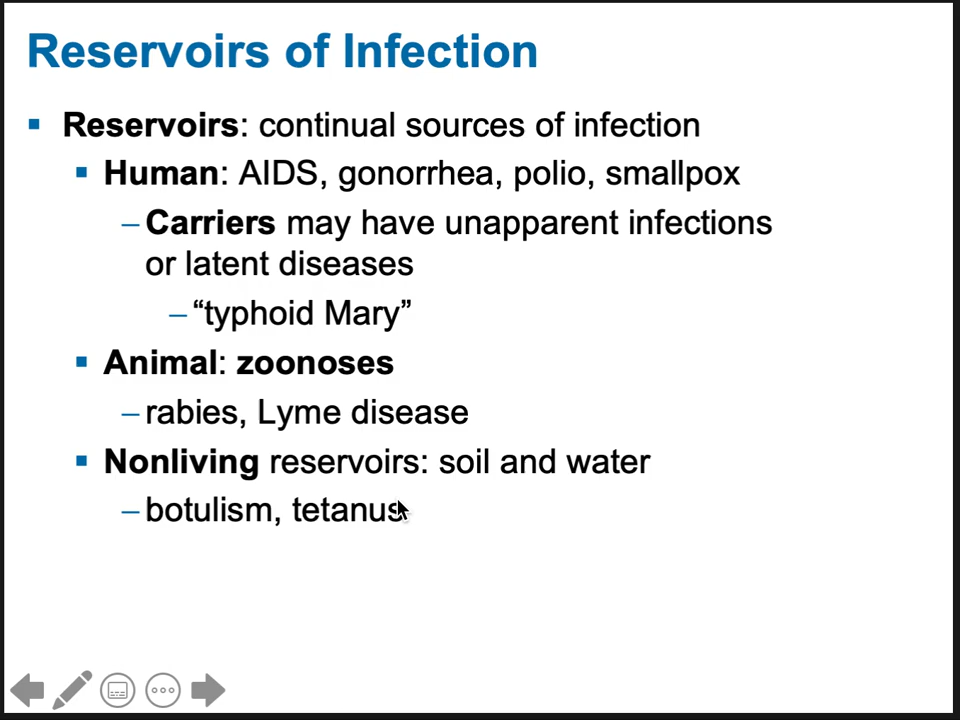 Reservoirs of Infection
Reservoirs: continual sources of infection
Human: AIDS, gonorrhea, polio, smallpox
–Carriers may have unapparent infections
or latent diseases
–“typhoid Mary”
Animal: zoonoses
–rabies, Lyme disease
Nonliving reservoirs: soil and water
–botulism, tetanus